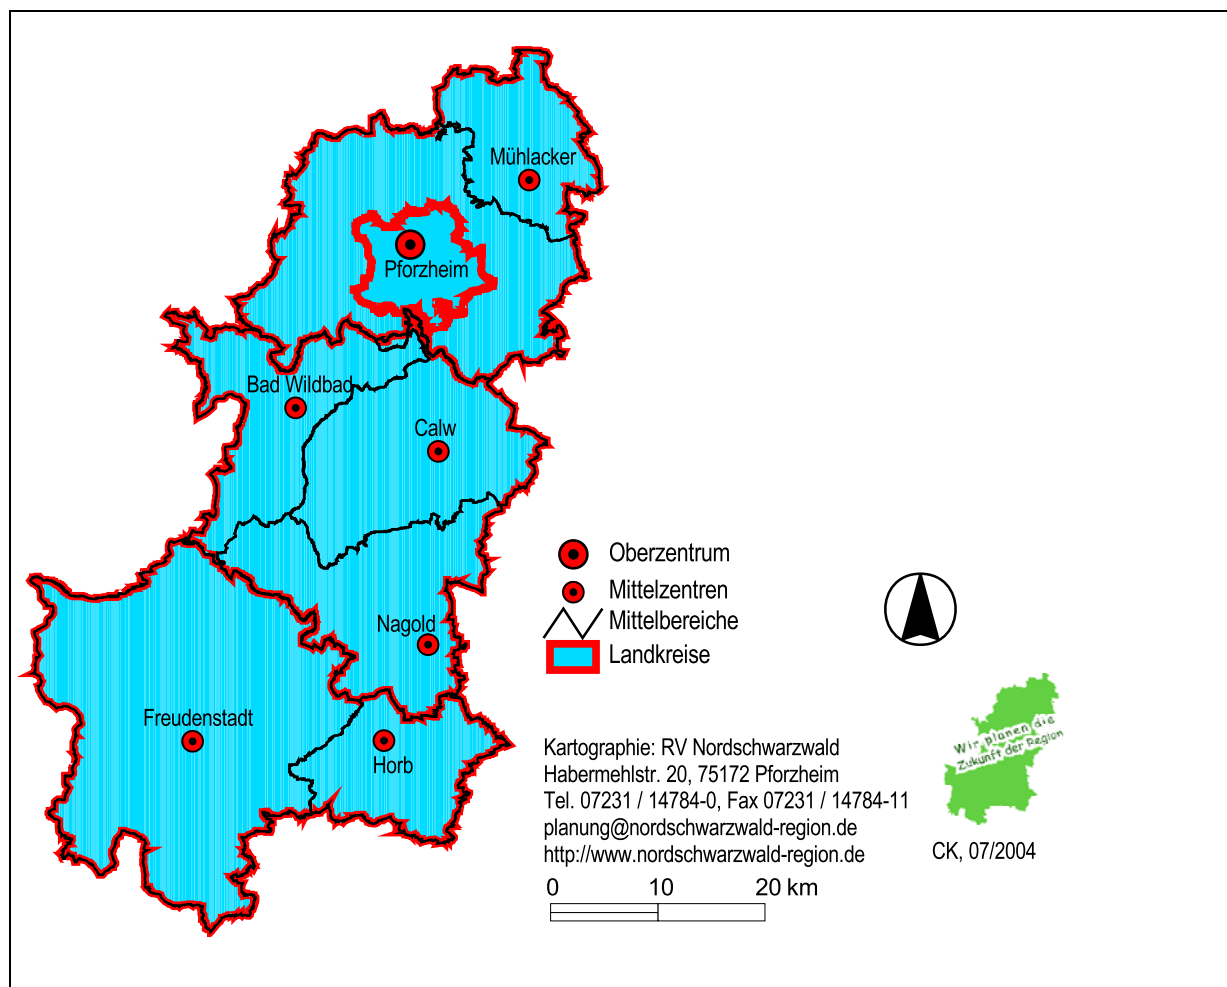 Mühlacker
Pforzheim
Bad Wildbad
Calw
Nagold
Freudenstadt
Horb
Oberzentrum
Mittelzentren
Mittelbereiche
Landkreise
Wir planen die
Zukunft der Region
Kartographie: RV Nordschwarzwald
Habermehlstr. 20, 75172 Pforzheim
Tel. 07231 / 14784-0, Fax 07231 / 14784-11
planung@nordschwarzwald-region.de
http://www.nordschwarzwald-region.de
CK, 07/2004
0 10 20 km